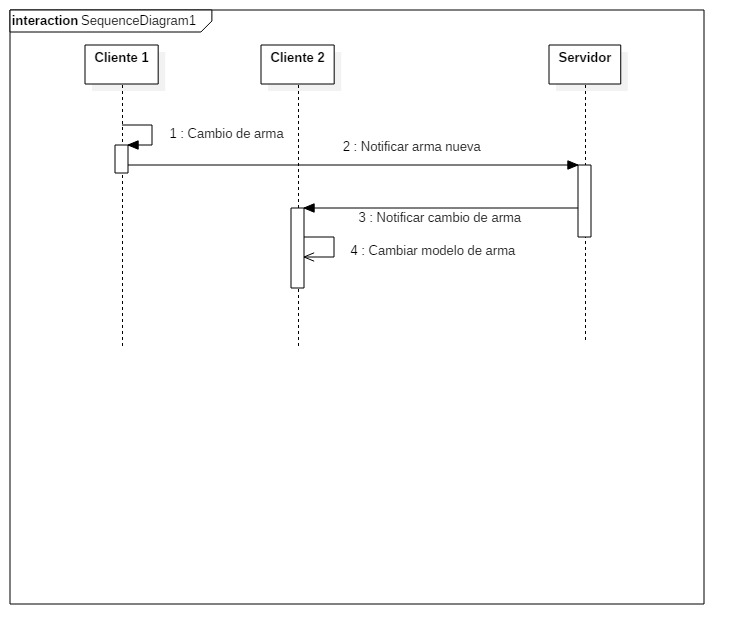 interaction SequenceDiagram1
Cliente 1
Cliente 2
Servidor
1 : Cambio de arma
2 : Notificar arma nueva
3 : Notificar cambio de arma
4 : Cambiar modelo de arma